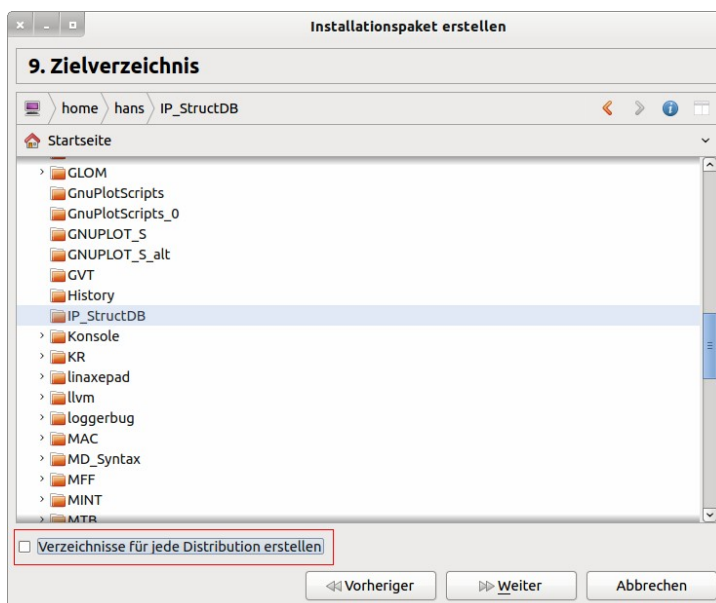 Installationspaket erstellen
9. Zielverzeichnis
home hans IP_StructDB
Startseite
GLOM
GnuPlotScripts
GnuPlotScripts_0
GNUPLOT_S
GNUPLOT_S_alt
GVT
History
IP_StructDB
Konsole
KR
linaxepad
llvm
loggerbug
MAC
MD_Syntax
MFF
MINT
MTB
Verzeichnisse für jede Distribution erstellen
Vorheriger Weiter Abbrechen